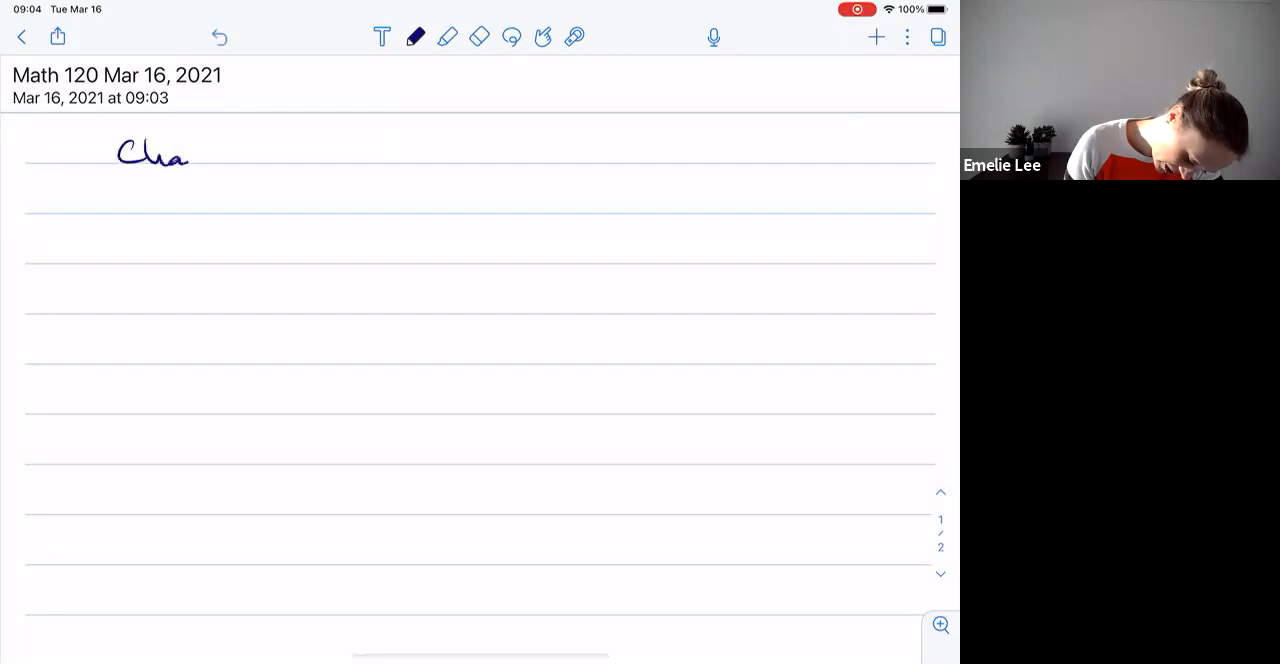 09:04 Tue Mar 16
100%
T
Math 120 Mar 16, 2021
Mar 16, 2021 at 09:03
Cha
Emelie Lee
1
/
2